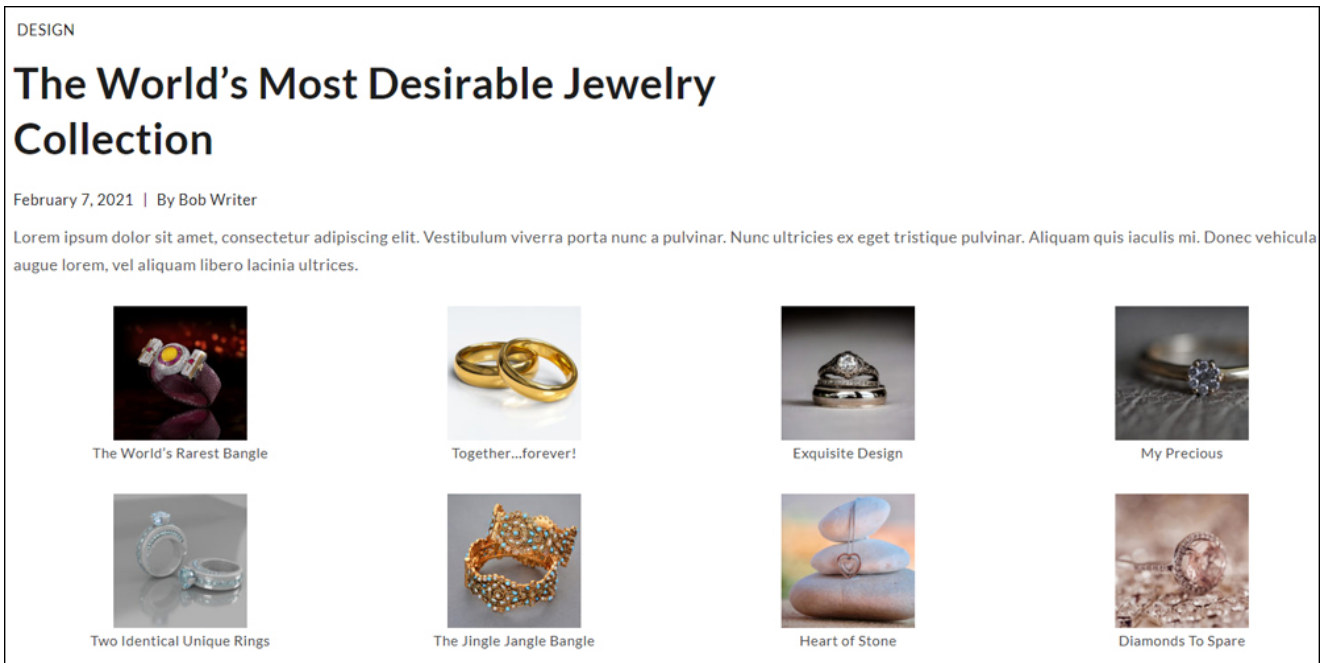 DESIGN
The World’s Most Desirable Jewelry
Collection
February 7, 2021 | By Bob Writer
Lorem ipsum dolor sit amet, consectetur adipiscing elit. Vestibulum viverra porta nunc a pulvinar. Nunc ultricies ex eget tristique pulvinar. Aliquam quis iaculis mi. Donec vehicula
augue lorem, vel aliquam libero lacinia ultrices.
The World’s Rarest Bangle
Together...forever!
Exquisite Design
My Precious
Two Identical Unique Rings
The Jingle Jangle Bangle
Heart of Stone
Diamonds To Spare